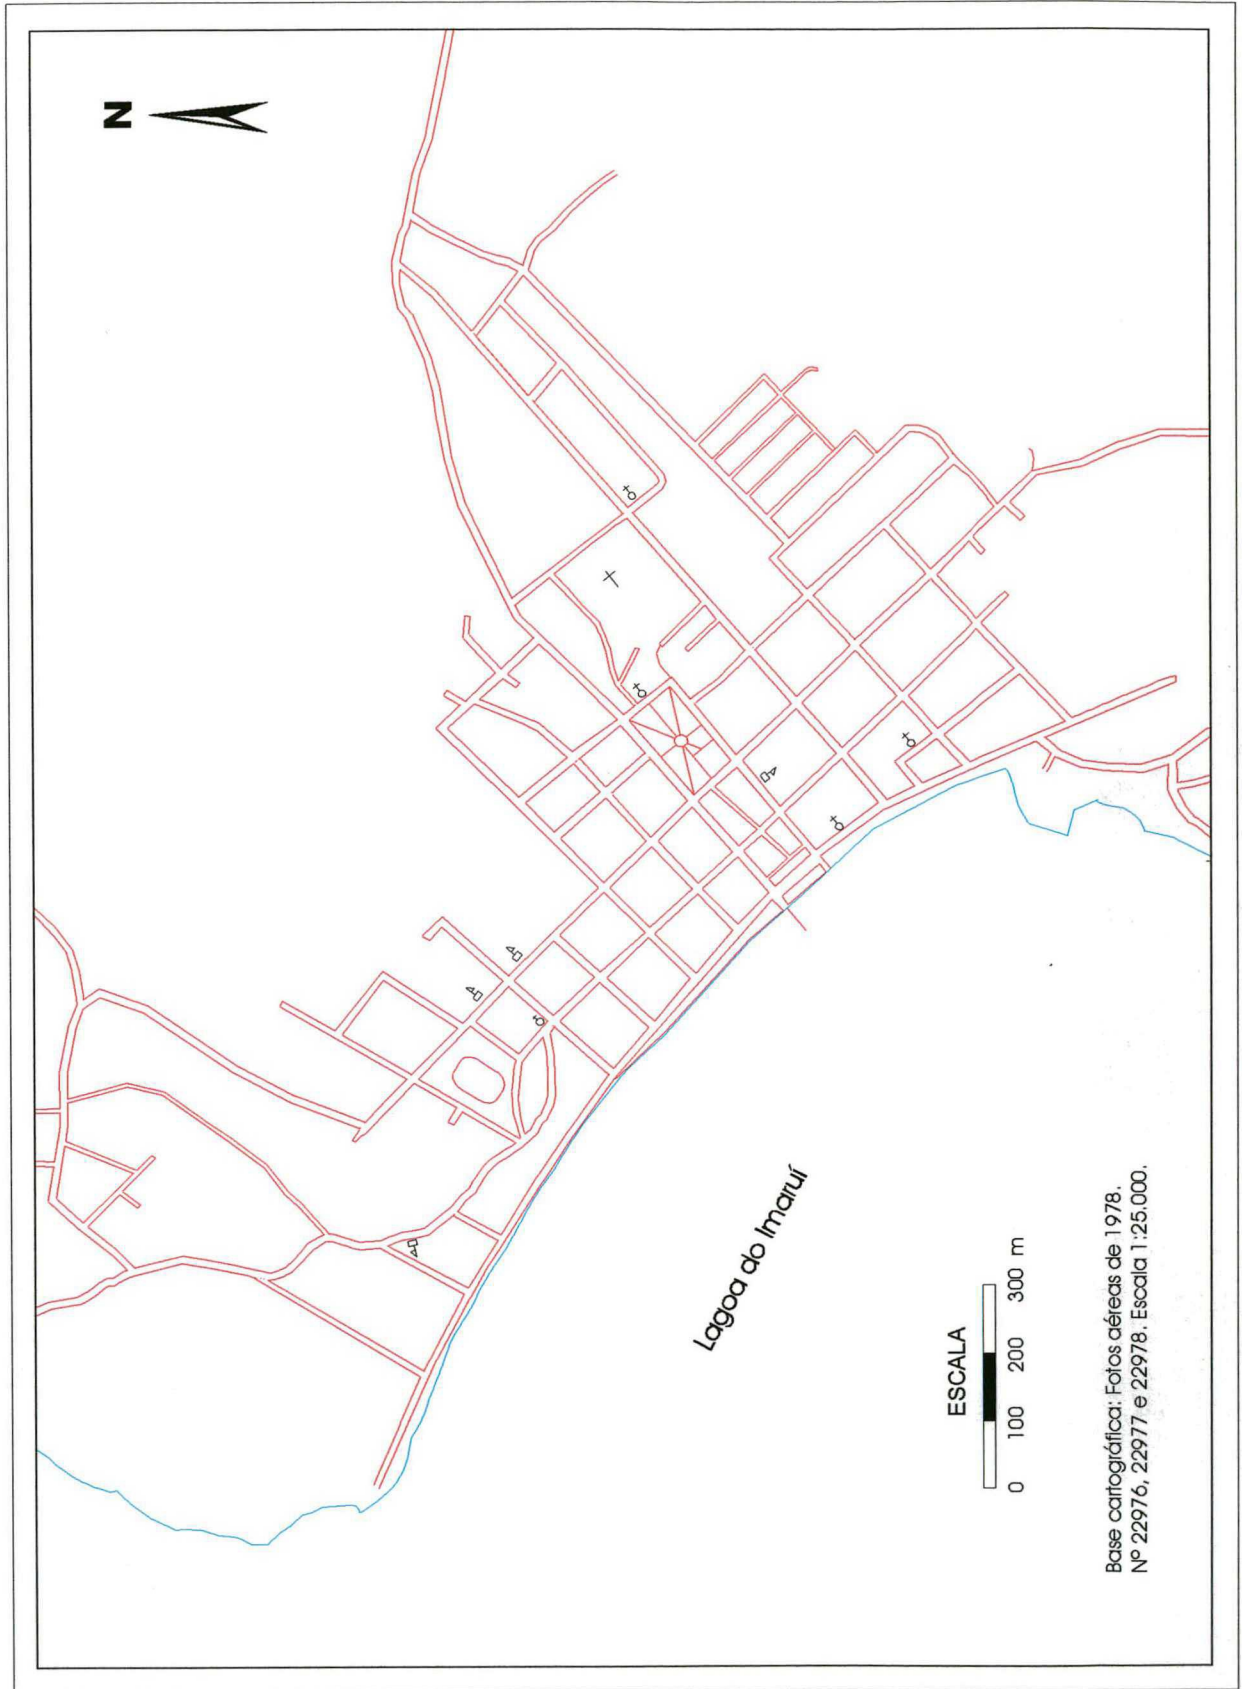 N
Lagoa do Imaruí
ESCALA
0 100 200 300 m
Base cartográfica: Fotos aéreas de 1978.
Nº 22976, 22977 e 22978. Escala 1:25.000.